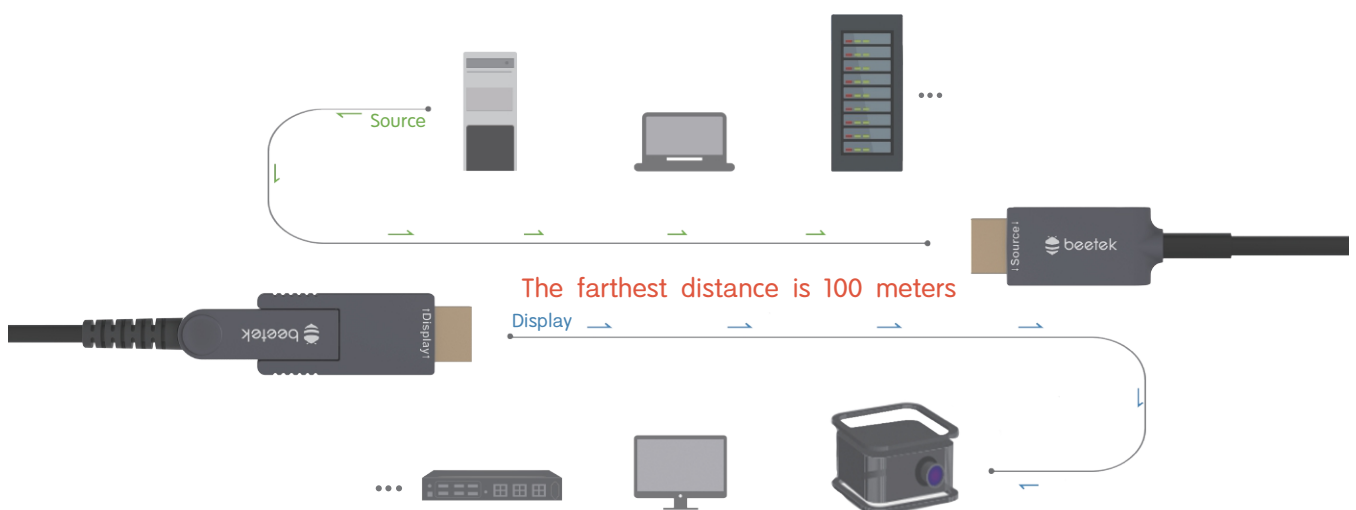 Source
↑Source↑
beetek
The farthest distance is 100 meters
Display
beetek
↑Display↑